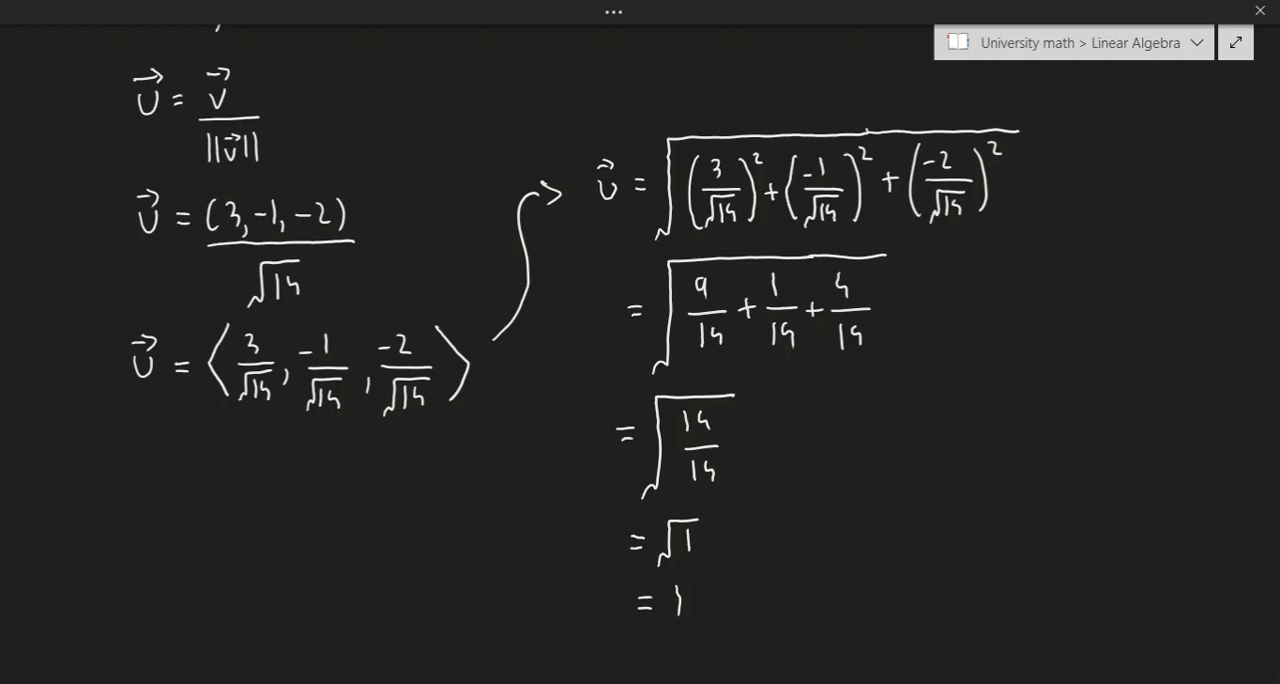 ...
University math > Linear Algebra
u⃗ = v⃗ / ||v⃗||
u⃗ = (3, -1, -2) / √14
u⃗ = ⟨3/√14, -1/√14, -2/√14⟩
u⃗ = √((3/√14)² + (-1/√14)² + (-2/√14)²)
= √(9/14 + 1/14 + 4/14)
= √(14/14)
= √1
= 1